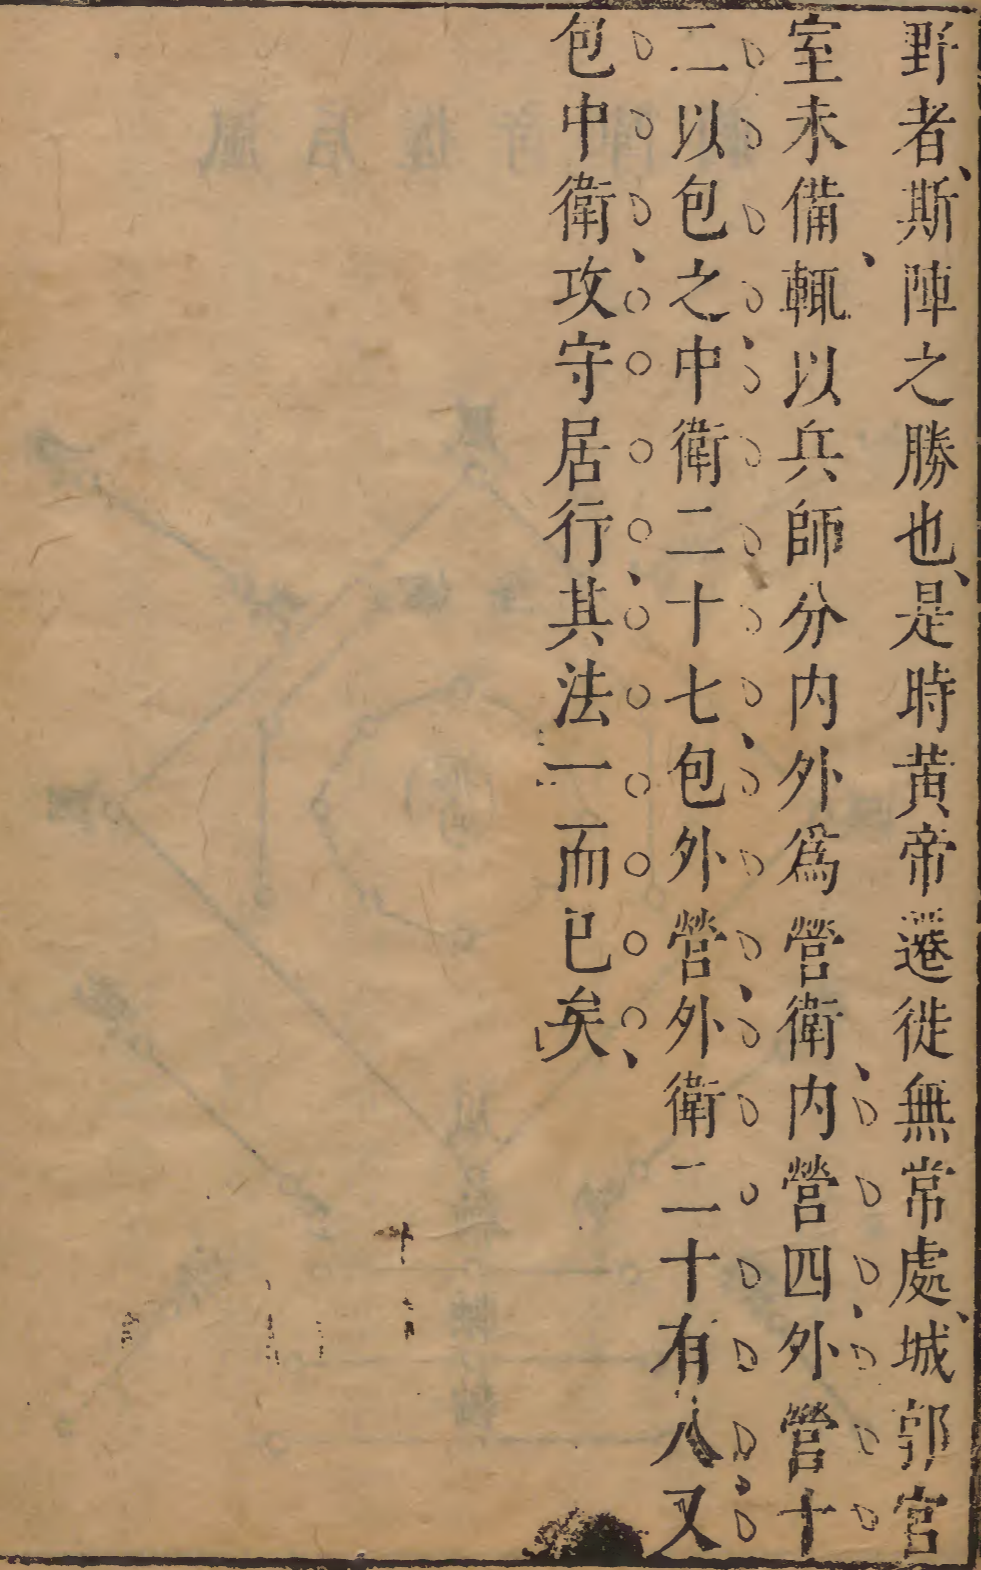 野者、斯陣之勝也、是時黃帝遷徙無常處、城郭宫
室未備、輒以兵師分内外爲營衛、内營四、外營十
二以包之、中衛二十七、包外營、外衛二十有八、又
包中衛、攻守居行、其法一而已矣、